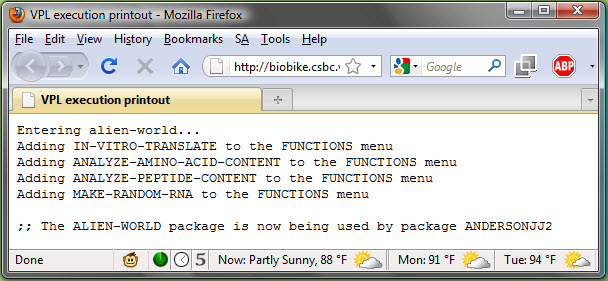 VPL execution printout - Mozilla Firefox
File Edit View History Bookmarks SA Tools Help
http://biobike.csbc.v Google ABP
VPL execution printout
Entering alien-world...
Adding IN-VITRO-TRANSLATE to the FUNCTIONS menu
Adding ANALYZE-AMINO-ACID-CONTENT to the FUNCTIONS menu
Adding ANALYZE-PEPTIDE-CONTENT to the FUNCTIONS menu
Adding MAKE-RANDOM-RNA to the FUNCTIONS menu
;; The ALIEN-WORLD package is now being used by package ANDERSONJJ2
Done 5 Now: Partly Sunny, 88 °F Mon: 91 °F Tue: 94 °F